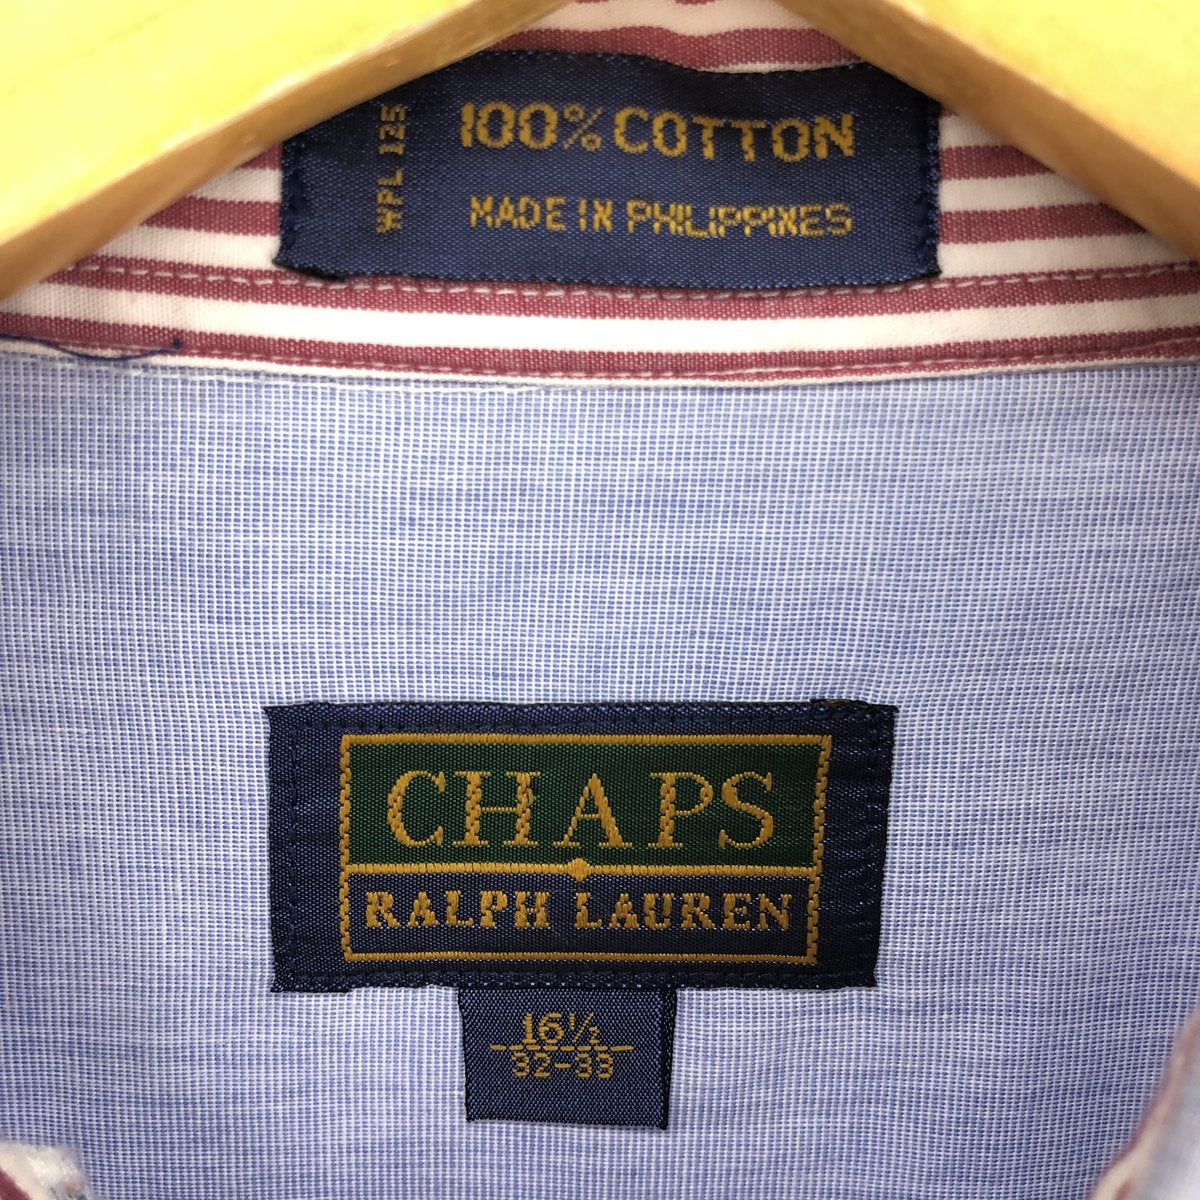 WPL 125
100% COTTON
MADE IN PHILIPPINES
CHAPS
RALPH LAUREN
16½
32-33